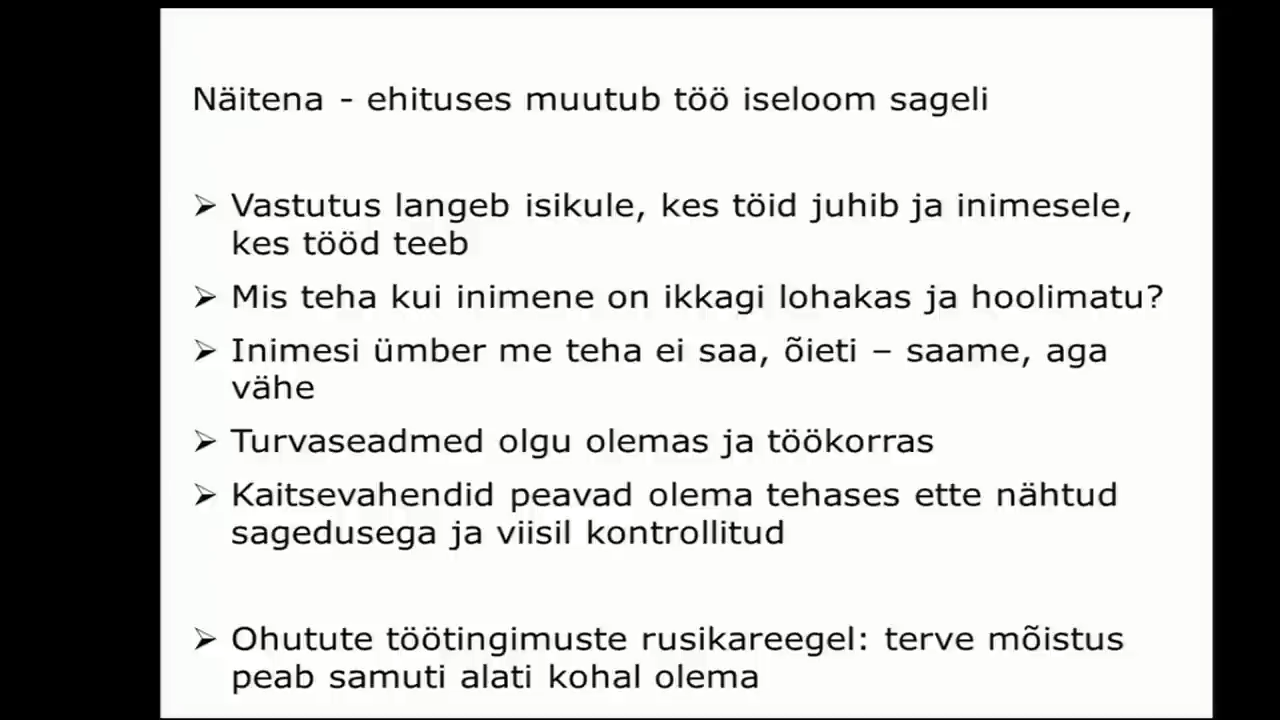 Näitena - ehituses muutub töö iseloom sageli
➢ Vastutus langeb isikule, kes töid juhib ja inimesele,
kes tööd teeb
➢ Mis teha kui inimene on ikkagi lohakas ja hoolimatu?
➢ Inimesi ümber me teha ei saa, õieti – saame, aga
vähe
➢ Turvaseadmed olgu olemas ja töökorras
➢ Kaitsevahendid peavad olema tehases ette nähtud
sagedusega ja viisil kontrollitud
➢ Ohutute töötingimuste rusikareegel: terve mõistus
peab samuti alati kohal olema